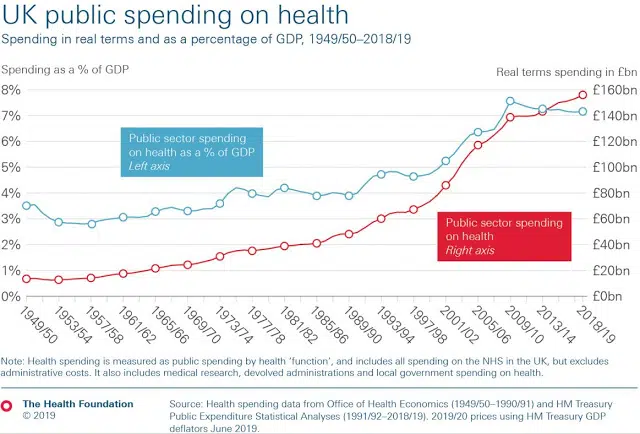 UK public spending on health
Spending in real terms and as a percentage of GDP, 1949/50–2018/19
Spending as a % of GDP
Real terms spending in £bn
8%
7%
6%
5%
4%
3%
2%
1%
0%
£160bn
£140bn
£120bn
£100bn
£80bn
£60bn
£40bn
£20bn
£0bn
Public sector spending
on health as a % of GDP
Left axis
Public sector spending
on health
Right axis
1949/50
1953/54
1957/58
1961/62
1965/66
1969/70
1973/74
1977/78
1981/82
1985/86
1989/90
1993/94
1997/98
2001/02
2005/06
2009/10
2013/14
2018/19
Note: Health spending is measured as public spending by health ‘function’, and includes all spending on the NHS in the UK, but excludes
administrative costs. It also includes medical research, devolved administrations and local government spending on health.
The Health Foundation
© 2019
Source: Health spending data from Office of Health Economics (1949/50–1990/91) and HM Treasury
Public Expenditure Statistical Analyses (1991/92–2018/19). 2019/20 prices using HM Treasury GDP
deflators June 2019.